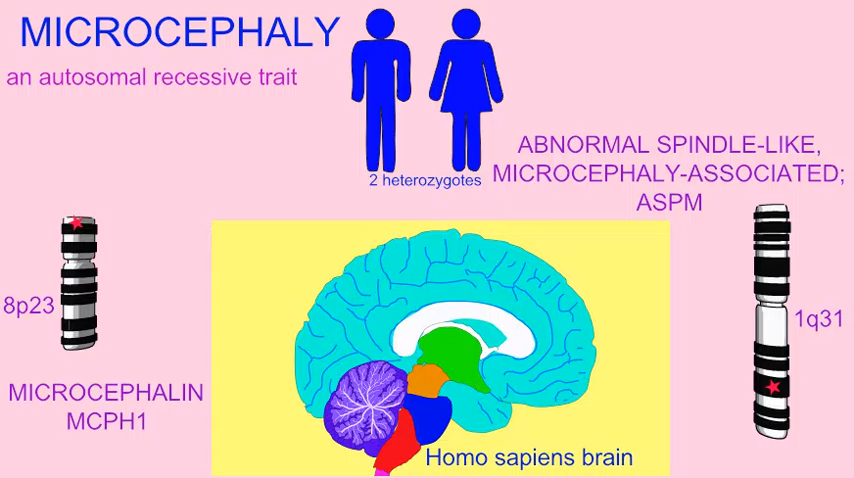 MICROCEPHALY
an autosomal recessive trait
2 heterozygotes
ABNORMAL SPINDLE-LIKE,
MICROCEPHALY-ASSOCIATED;
ASPM
8p23
1q31
MICROCEPHALIN
MCPH1
Homo sapiens brain